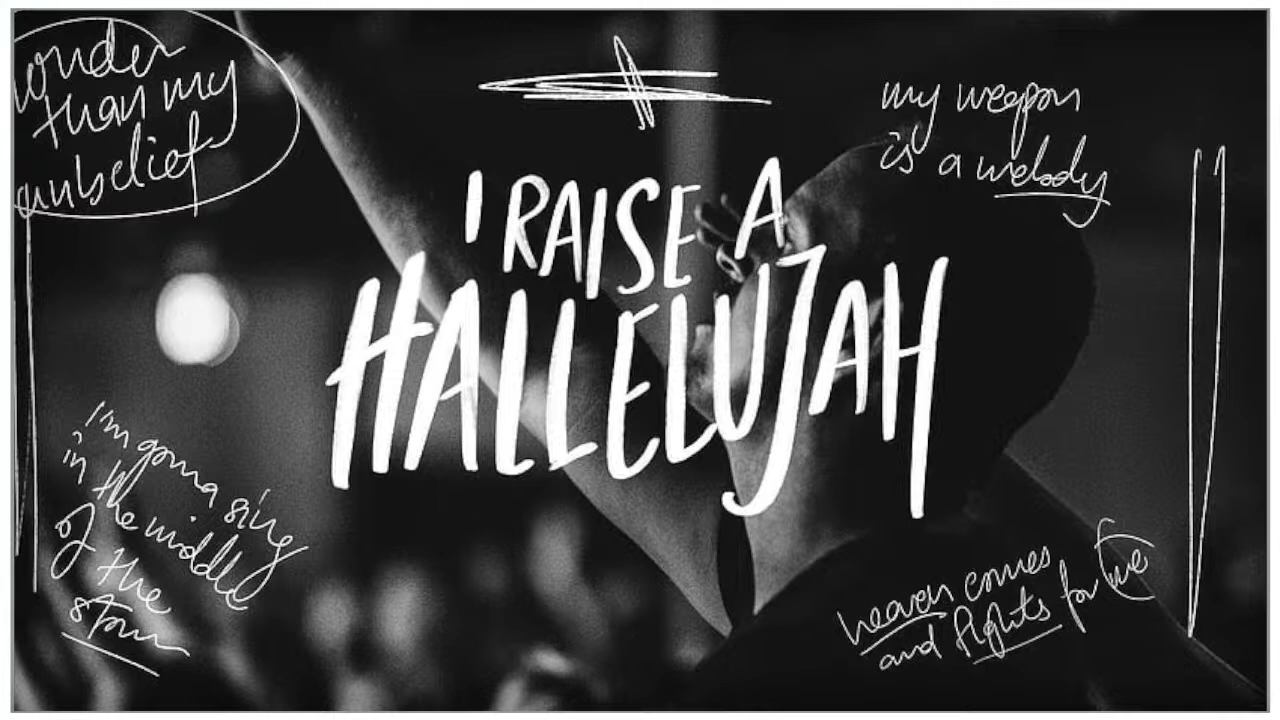 louder
than my
unbelief
my weapon
is a melody
I RAISE A
HALLELUJAH
i'm gonna sing
in the middle
of the
storm
heaven comes
and fights for me